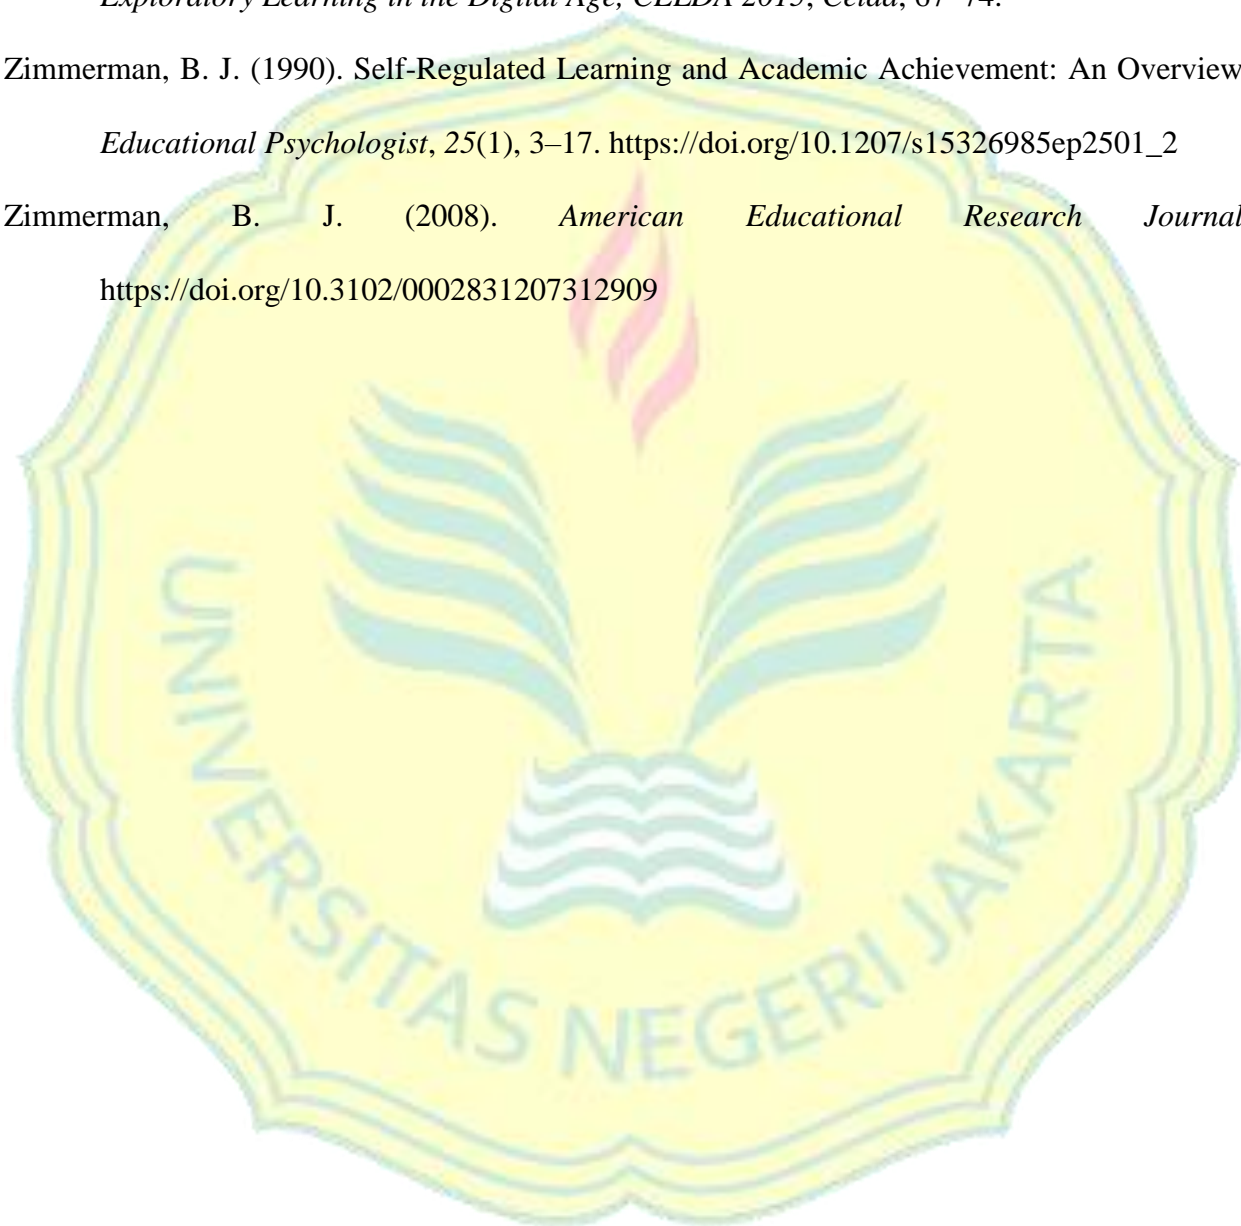 Exploratory Learning in the Digital Age, CELDA 2015, Celda, 67–74.
Zimmerman, B. J. (1990). Self-Regulated Learning and Academic Achievement: An Overview
Educational Psychologist, 25(1), 3–17. https://doi.org/10.1207/s15326985ep2501_2
Zimmerman, B. J. (2008). American Educational Research Journal
https://doi.org/10.3102/0002831207312909
UNIVERSITAS NEGERI JAKARTA